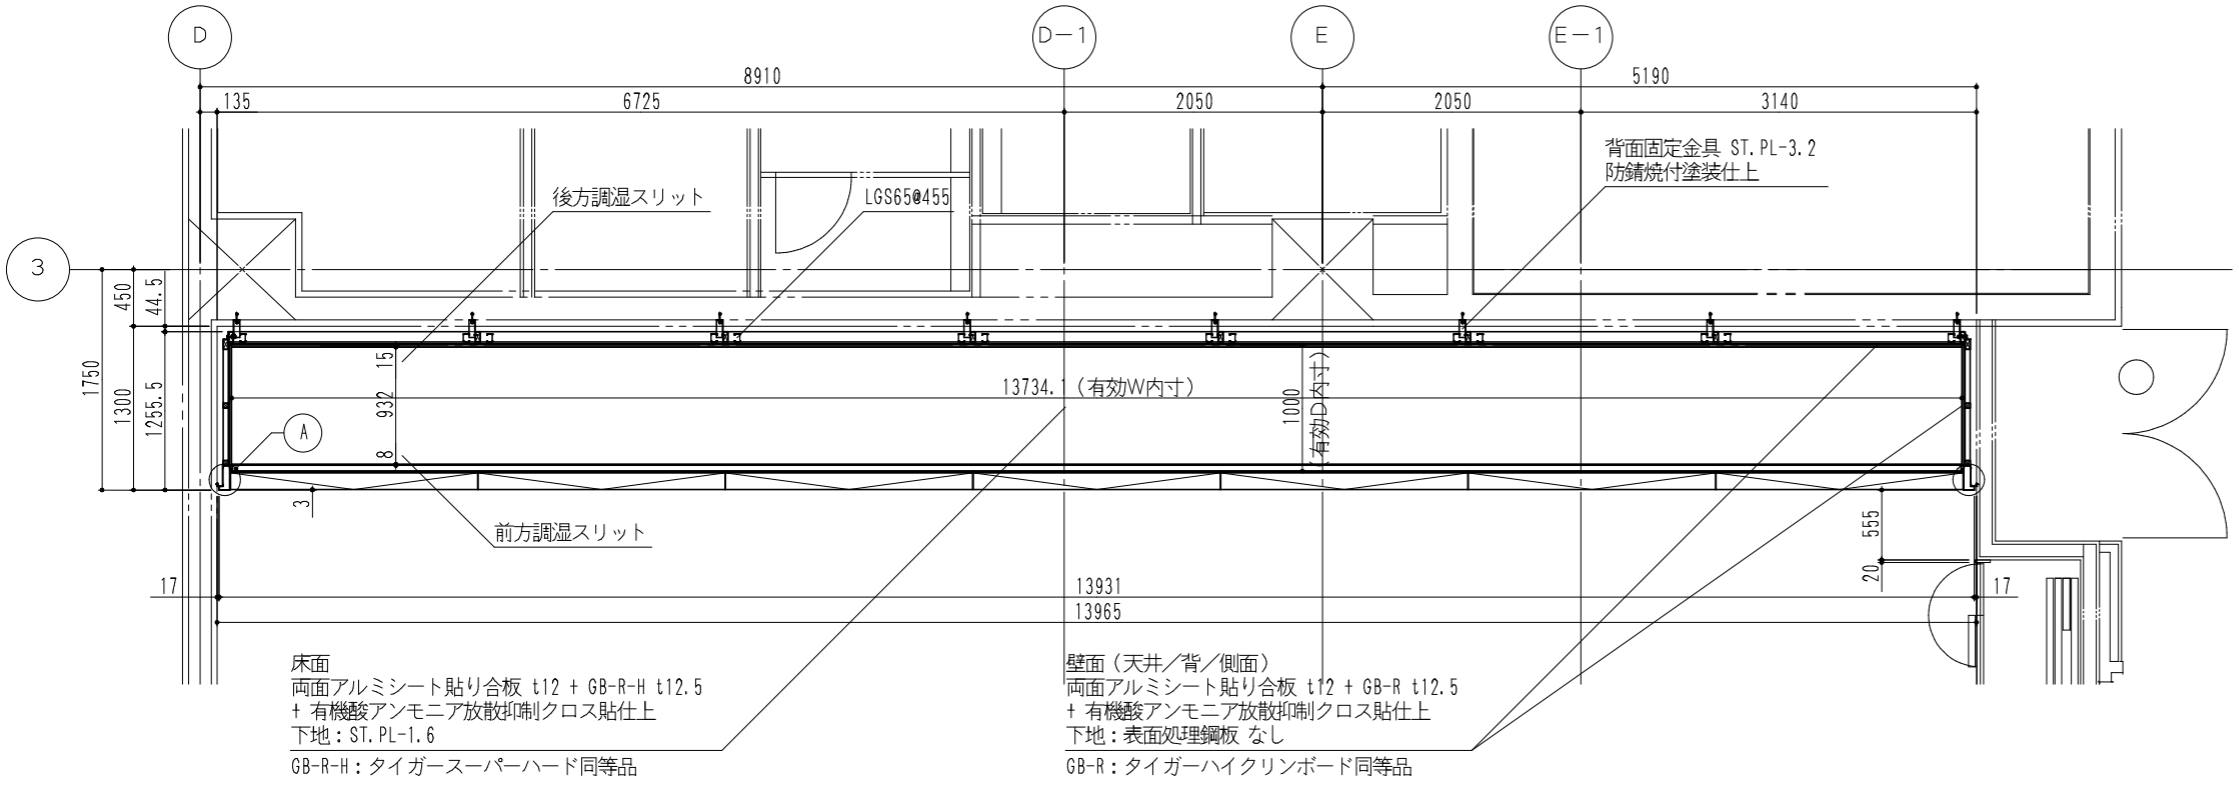 D
D-1
E
E-1
8910
5190
135
6725
2050
2050
3140
背面固定金具 ST.PL-3.2
防錆焼付塗装仕上
後方調湿スリット
LGS65@455
3
450
44.5
1750
1300
1255.5
15
932
8
13734.1(有効W内寸)
1000
(有効D内寸)
A
3
前方調湿スリット
555
20
17
13931
17
13965
床面
両面アルミシート貼り合板 t12 + GB-R-H t12.5
+ 有機酸アンモニア放散抑制クロス貼仕上
下地:ST.PL-1.6
GB-R-H:タイガースーパーハード同等品
壁面(天井/背/側面)
両面アルミシート貼り合板 t12 + GB-R t12.5
+ 有機酸アンモニア放散抑制クロス貼仕上
下地:表面処理鋼板 なし
GB-R:タイガーハイクリンボード同等品